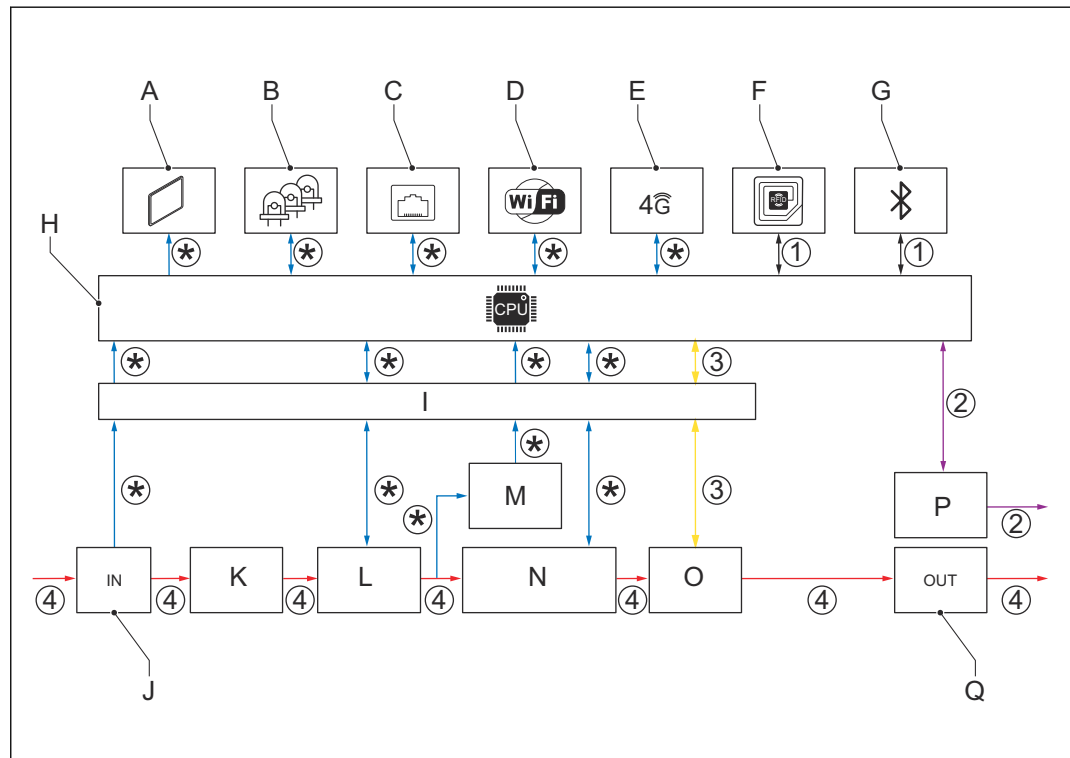 A B C D E F G
Wi Fi 4G RFID
* * * * * 1 1
H
CPU
* * * * 3
I
2
*
* * * * 3
M
P
2
IN K L N O OUT
4 4 4 4 4 4 4
J Q